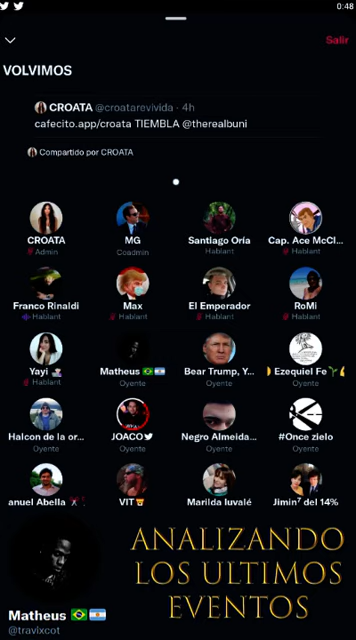 0:48
Salir
VOLVIMOS
CROATA @croatarevivida · 4h
cafecito.app/croata TIEMBLA @therealbuni
Compartido por CROATA
CROATA MG Santiago Oría Cap. Ace McCl...
Admin Coadmin Hablant Hablant
Franco Rinaldi Max El Emperador RoMi
Hablant Hablant Hablant Hablant
Yayi Matheus 🇧🇷🇦🇷 Bear Trump, Y... Ezequiel Fe
Hablant Oyente Oyente Oyente
Halcon de la or... JOACO Negro Almeida... #Once zielo
Oyente Oyente Oyente Oyente
anuel Abella VIT Marilda Iuvalé Jimin⁷ del 14%
ANALIZANDO
LOS ULTIMOS
EVENTOS
Matheus 🇧🇷🇦🇷
@travixcot